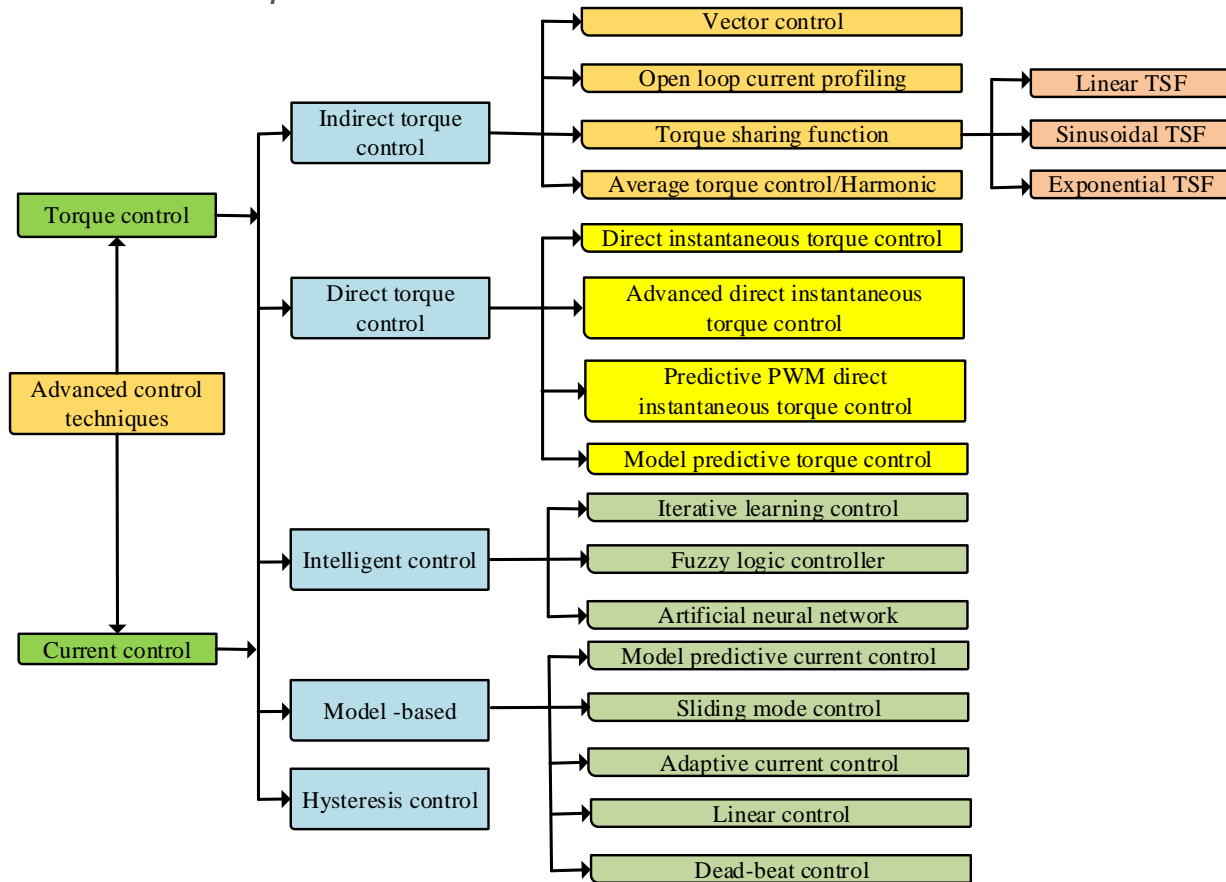 Vector control
Open loop current profiling
Linear TSF
Indirect torque
control
Torque sharing function
Sinusoidal TSF
Average torque control/Harmonic
Exponential TSF
Torque control
Direct instantaneous torque control
Direct torque
control
Advanced direct instantaneous
torque control
Advanced control
techniques
Predictive PWM direct
instantaneous torque control
Model predictive torque control
Iterative learning control
Intelligent control
Fuzzy logic controller
Artificial neural network
Current control
Model predictive current control
Model -based
Sliding mode control
Adaptive current control
Hysteresis control
Linear control
Dead-beat control